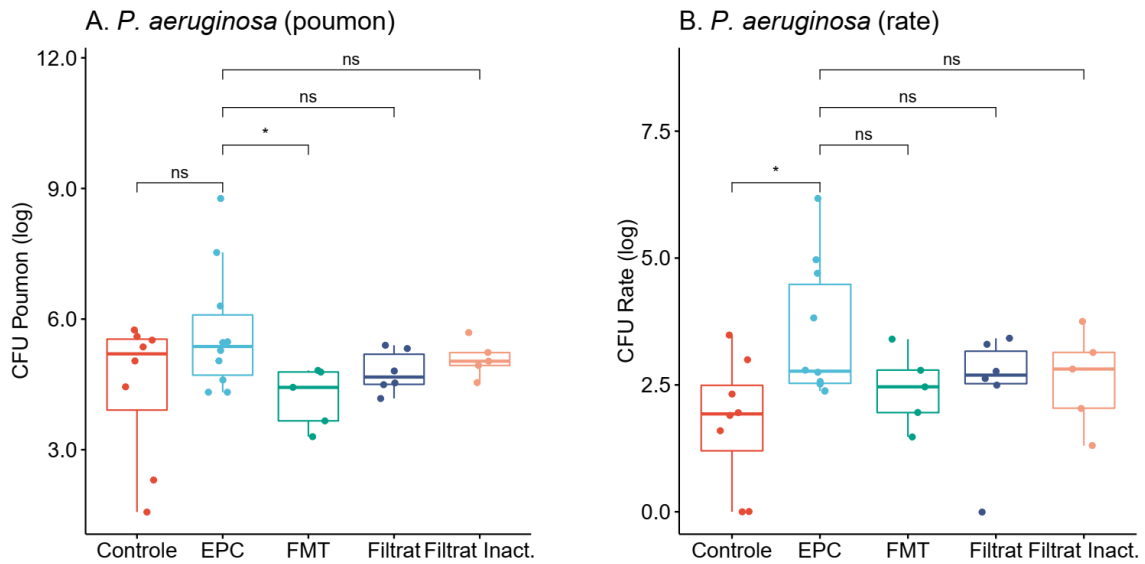 A. P. aeruginosa (poumon)
12.0
9.0
6.0
3.0
CFU Poumon (log)
ns
ns
*
ns
Controle EPC FMT Filtrat Filtrat Inact.
B. P. aeruginosa (rate)
7.5
5.0
2.5
0.0
CFU Rate (log)
ns
ns
ns
*
Controle EPC FMT Filtrat Filtrat Inact.